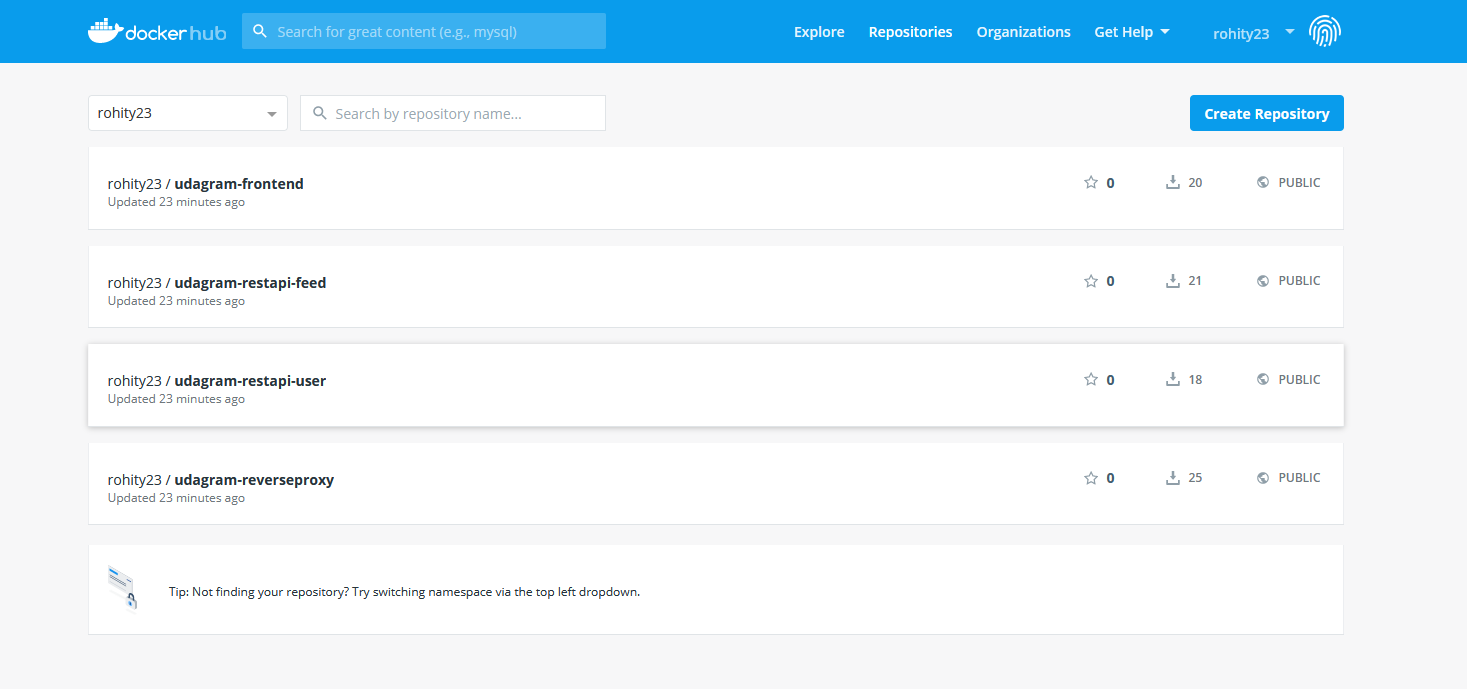 docker hub
Search for great content (e.g., mysql)
Explore
Repositories
Organizations
Get Help
rohity23
rohity23
Search by repository name...
Create Repository
rohity23 / udagram-frontend
Updated 23 minutes ago
0
20
PUBLIC
rohity23 / udagram-restapi-feed
Updated 23 minutes ago
0
21
PUBLIC
rohity23 / udagram-restapi-user
Updated 23 minutes ago
0
18
PUBLIC
rohity23 / udagram-reverseproxy
Updated 23 minutes ago
0
25
PUBLIC
Tip: Not finding your repository? Try switching namespace via the top left dropdown.